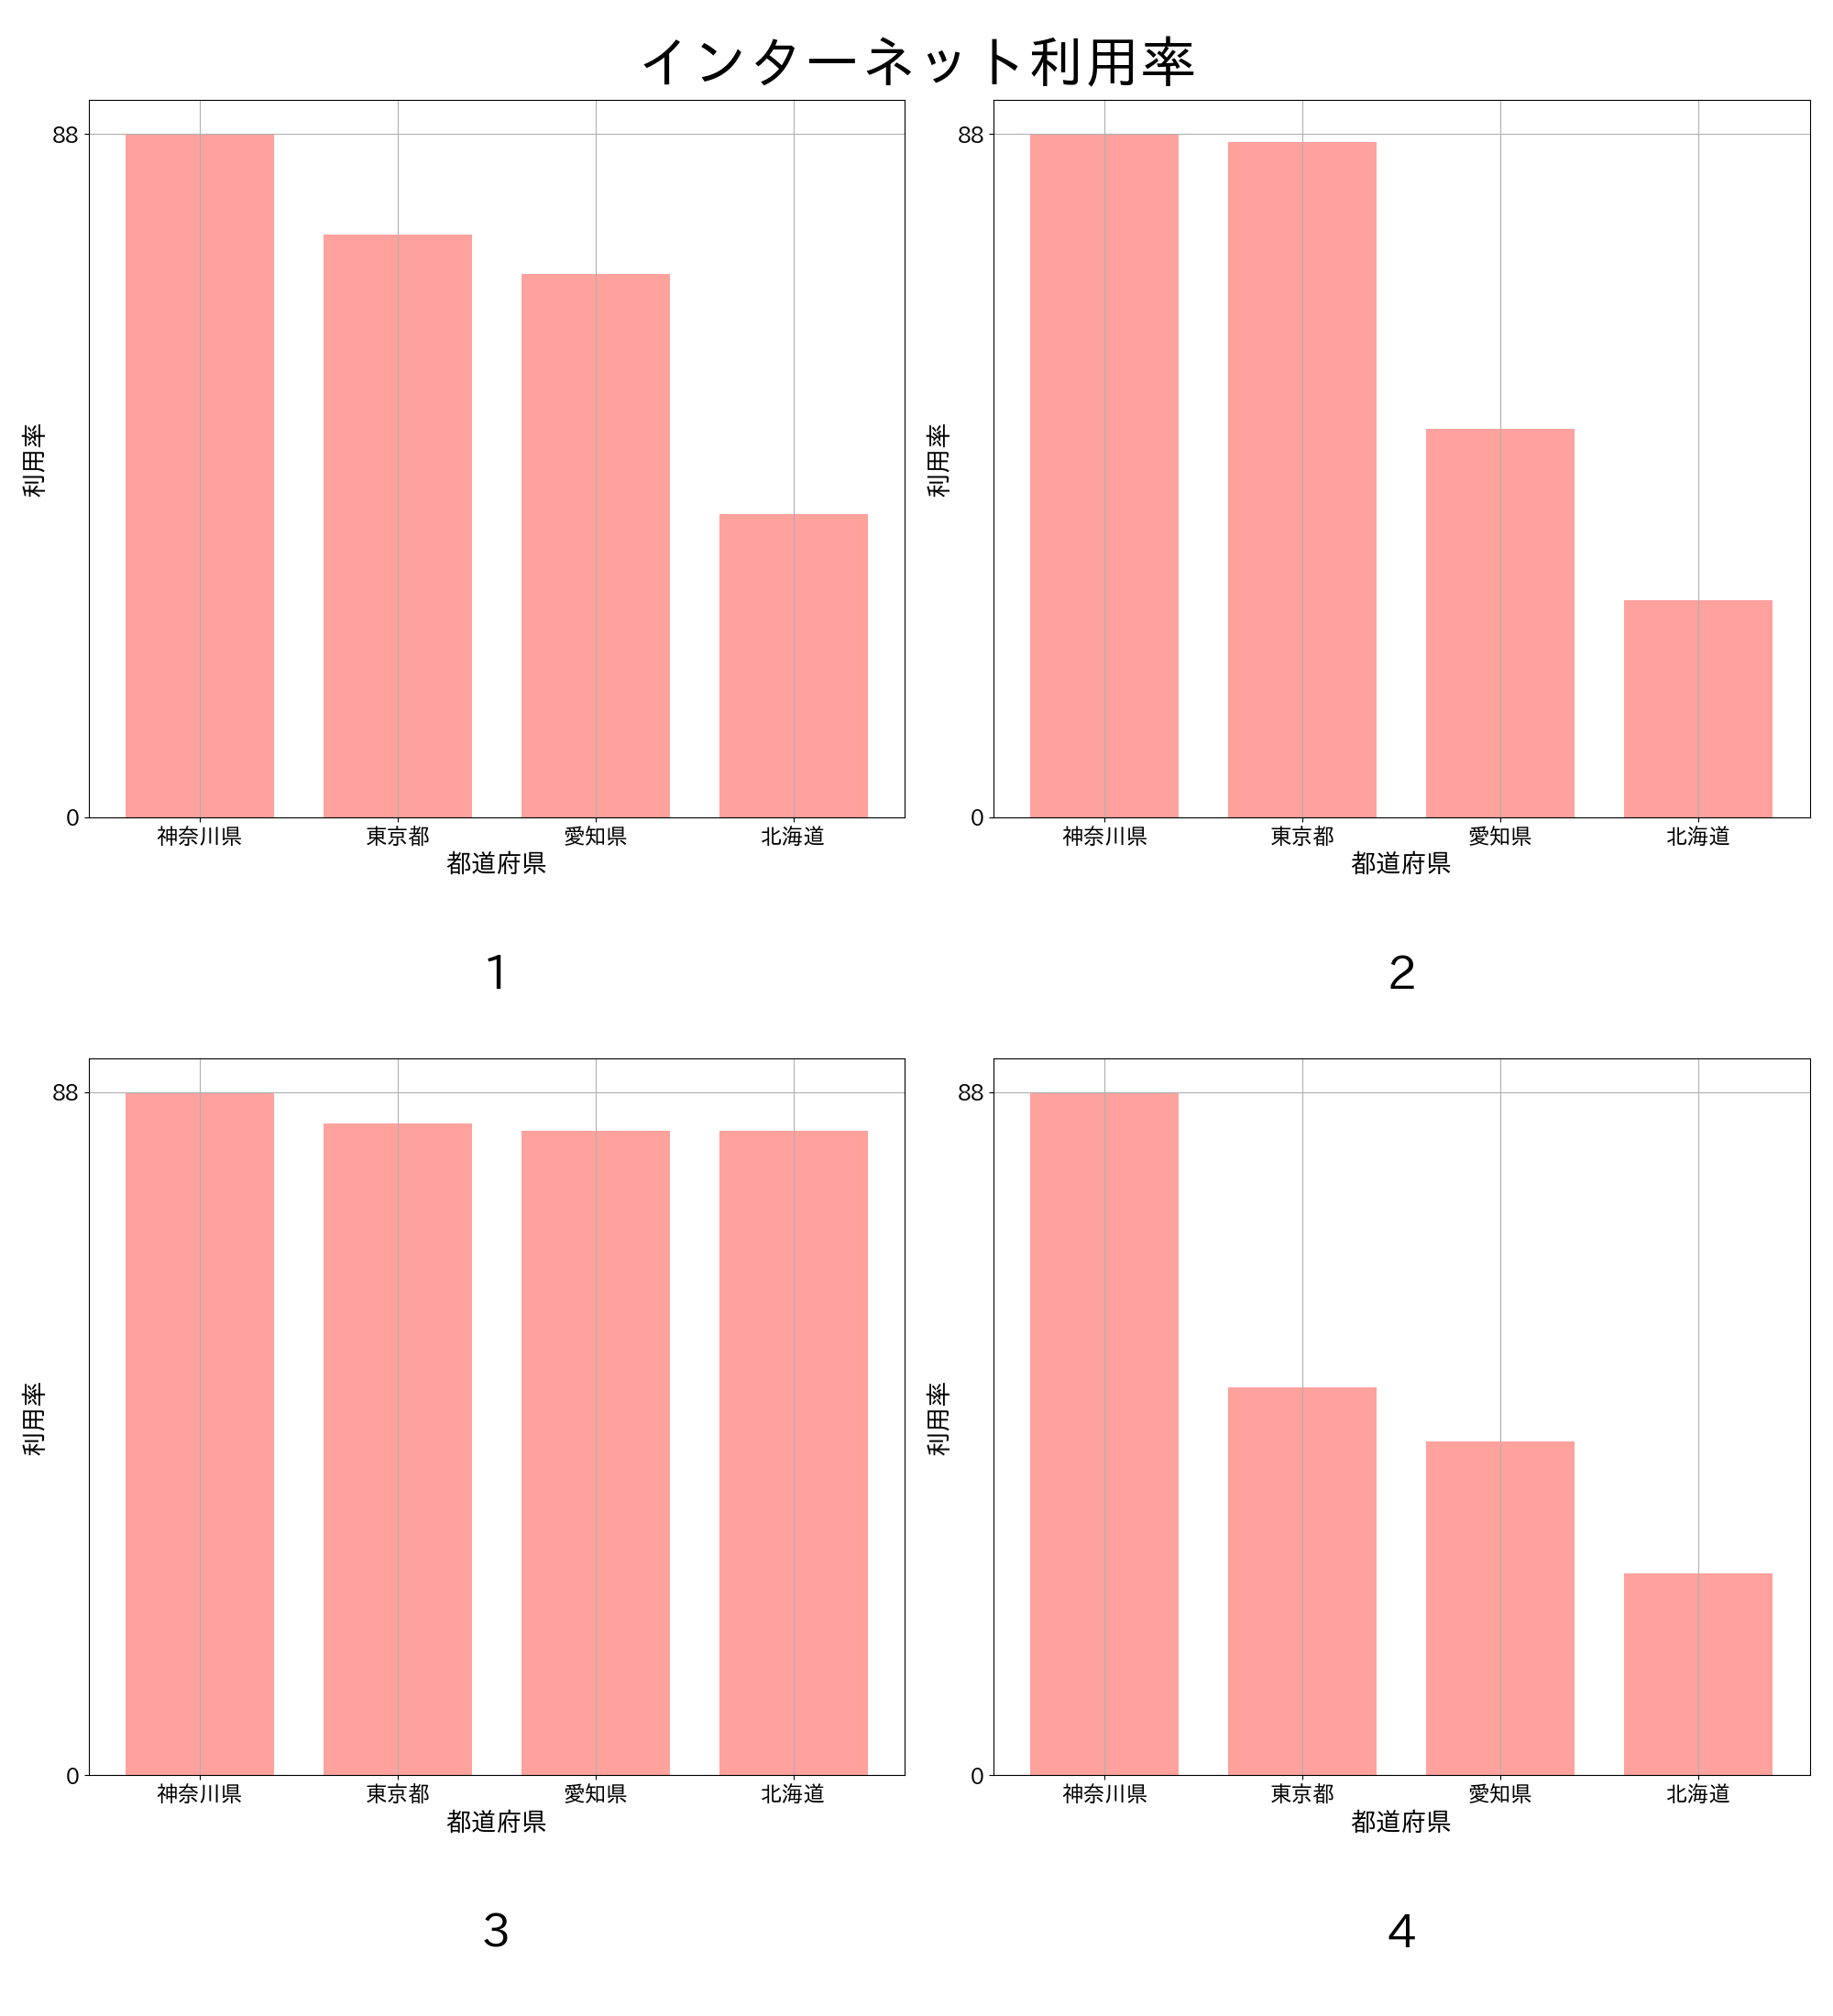 インターネット利用率
88
0
利用率
神奈川県 東京都 愛知県 北海道
都道府県
1
88
0
利用率
神奈川県 東京都 愛知県 北海道
都道府県
2
88
0
利用率
神奈川県 東京都 愛知県 北海道
都道府県
3
88
0
利用率
神奈川県 東京都 愛知県 北海道
都道府県
4